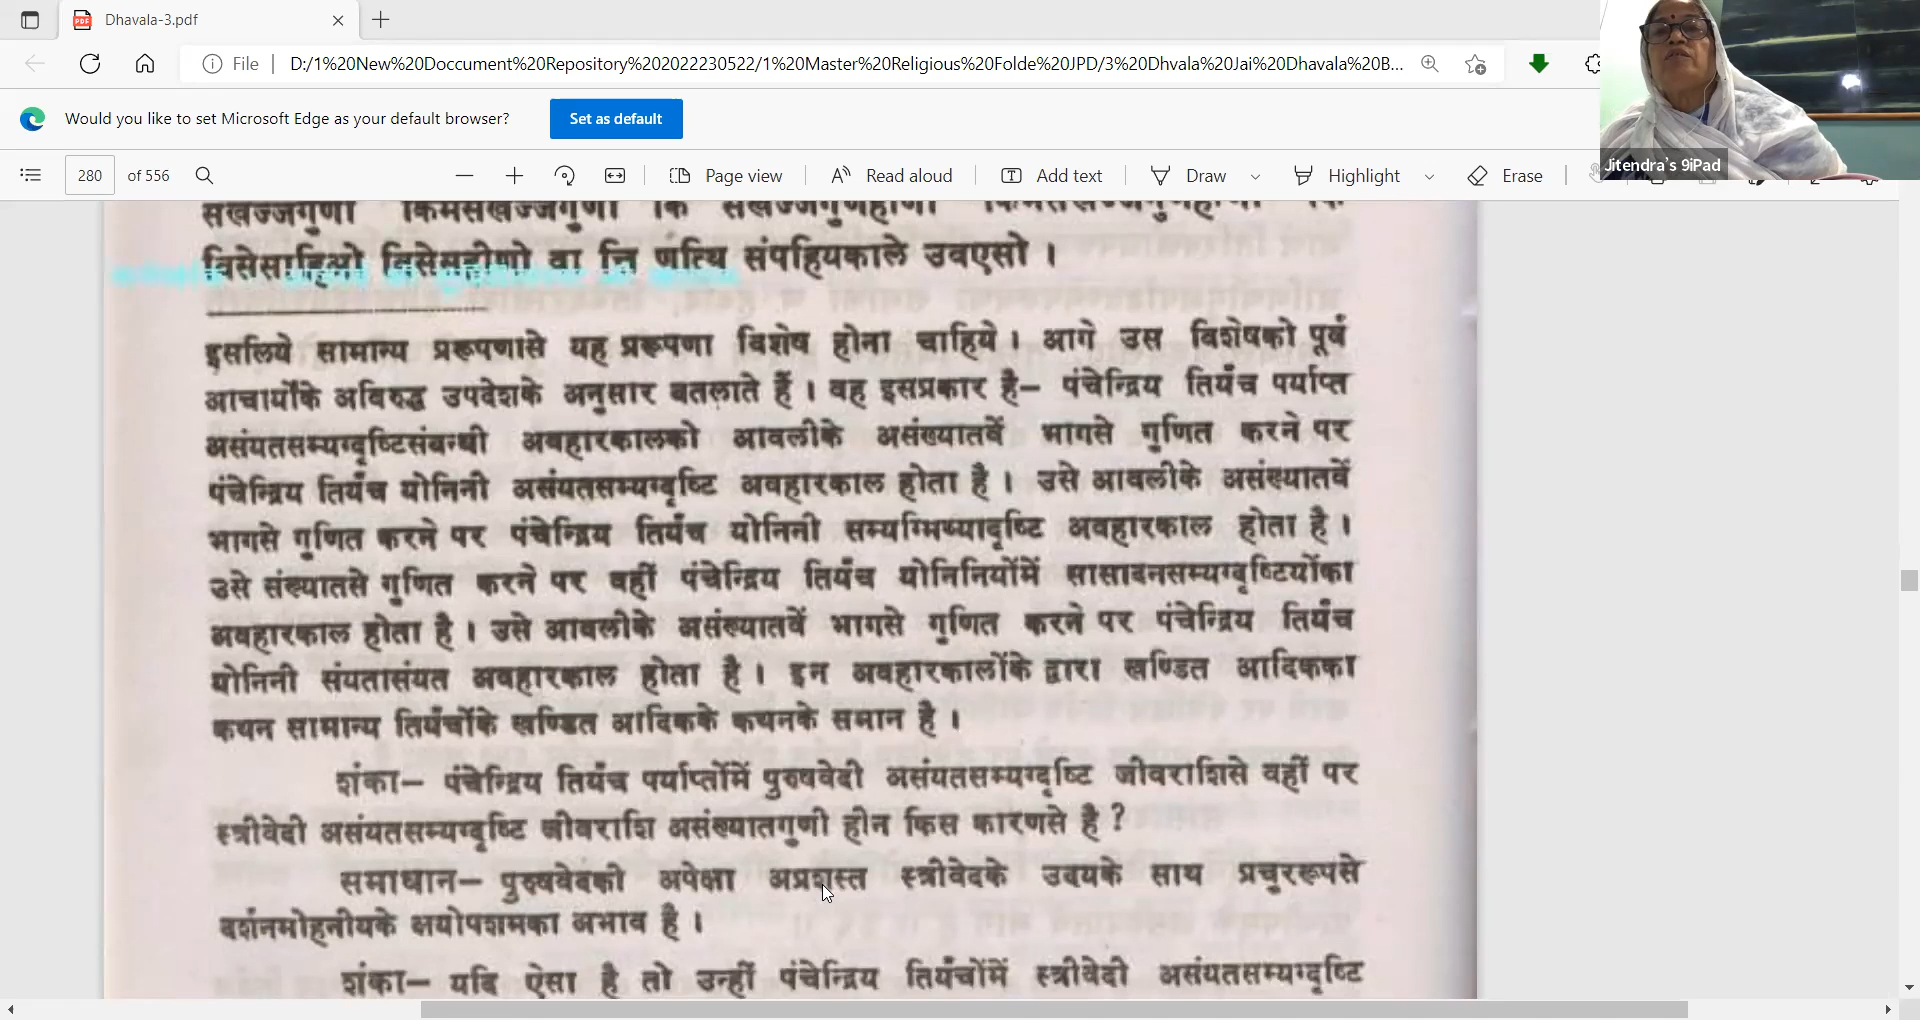 Dhavala-3.pdf
File
D:/1%20New%20Doccument%20Repository%202022230522/1%20Master%20Religious%20Folde%20JPD/3%20Dhvala%20Jai%20Dhavala%20B...
Would you like to set Microsoft Edge as your default browser?
Set as default
280 of 556
Page view
Read aloud
Add text
Draw
Highlight
Erase
Jitendra's 9iPad
विसेसाहिओ विसेसहीणो वा त्ति णत्थि संपहियकाले उवएसो ।
इसलिये सामान्य प्ररूपणासे यह प्ररूपणा विशेष होना चाहिये । आगे उस विशेषको पूर्व
आचार्योंके अविरुद्ध उपदेशके अनुसार बतलाते हैं । वह इसप्रकार है– पंचेन्द्रिय तिर्यंच पर्याप्त
असंयतसम्यग्दृष्टिसंबन्धी अवहारकालको आवलीके असंख्यातवें भागसे गुणित करने पर
पंचेन्द्रिय तिर्यंच योनिनी असंयतसम्यग्दृष्टि अवहारकाल होता है । उसे आवलीके असंख्यातवें
भागसे गुणित करने पर पंचेन्द्रिय तिर्यंच योनिनी सम्यग्मिथ्यादृष्टि अवहारकाल होता है ।
उसे संख्यातसे गुणित करने पर वहीं पंचेन्द्रिय तिर्यंच योनिनियोंमें सासादनसम्यग्दृष्टियोंका
अवहारकाल होता है । उसे आवलीके असंख्यातवें भागसे गुणित करने पर पंचेन्द्रिय तिर्यंच
योनिनी संयतासंयत अवहारकाल होता है । इन अवहारकालोंके द्वारा खण्डित आदिकका
कथन सामान्य तिर्यंचोंके खण्डित आदिकके कथनके समान है ।
शंका– पंचेन्द्रिय तिर्यंच पर्याप्तोंमें पुरुषवेदी असंयतसम्यग्दृष्टि जीवराशिसे वहीं पर
स्त्रीवेदी असंयतसम्यग्दृष्टि जीवराशि असंख्यातगुणी हीन किस कारणसे है ?
समाधान– पुरुषवेदकी अपेक्षा अप्रशस्त स्त्रीवेदके उदयके साथ प्रचुररूपसे
दर्शनमोहनीयके क्षयोपशमका अभाव है ।
शंका– यदि ऐसा है तो उन्हीं पंचेन्द्रिय तिर्यंचोंमें स्त्रीवेदी असंयतसम्यग्दृष्टि